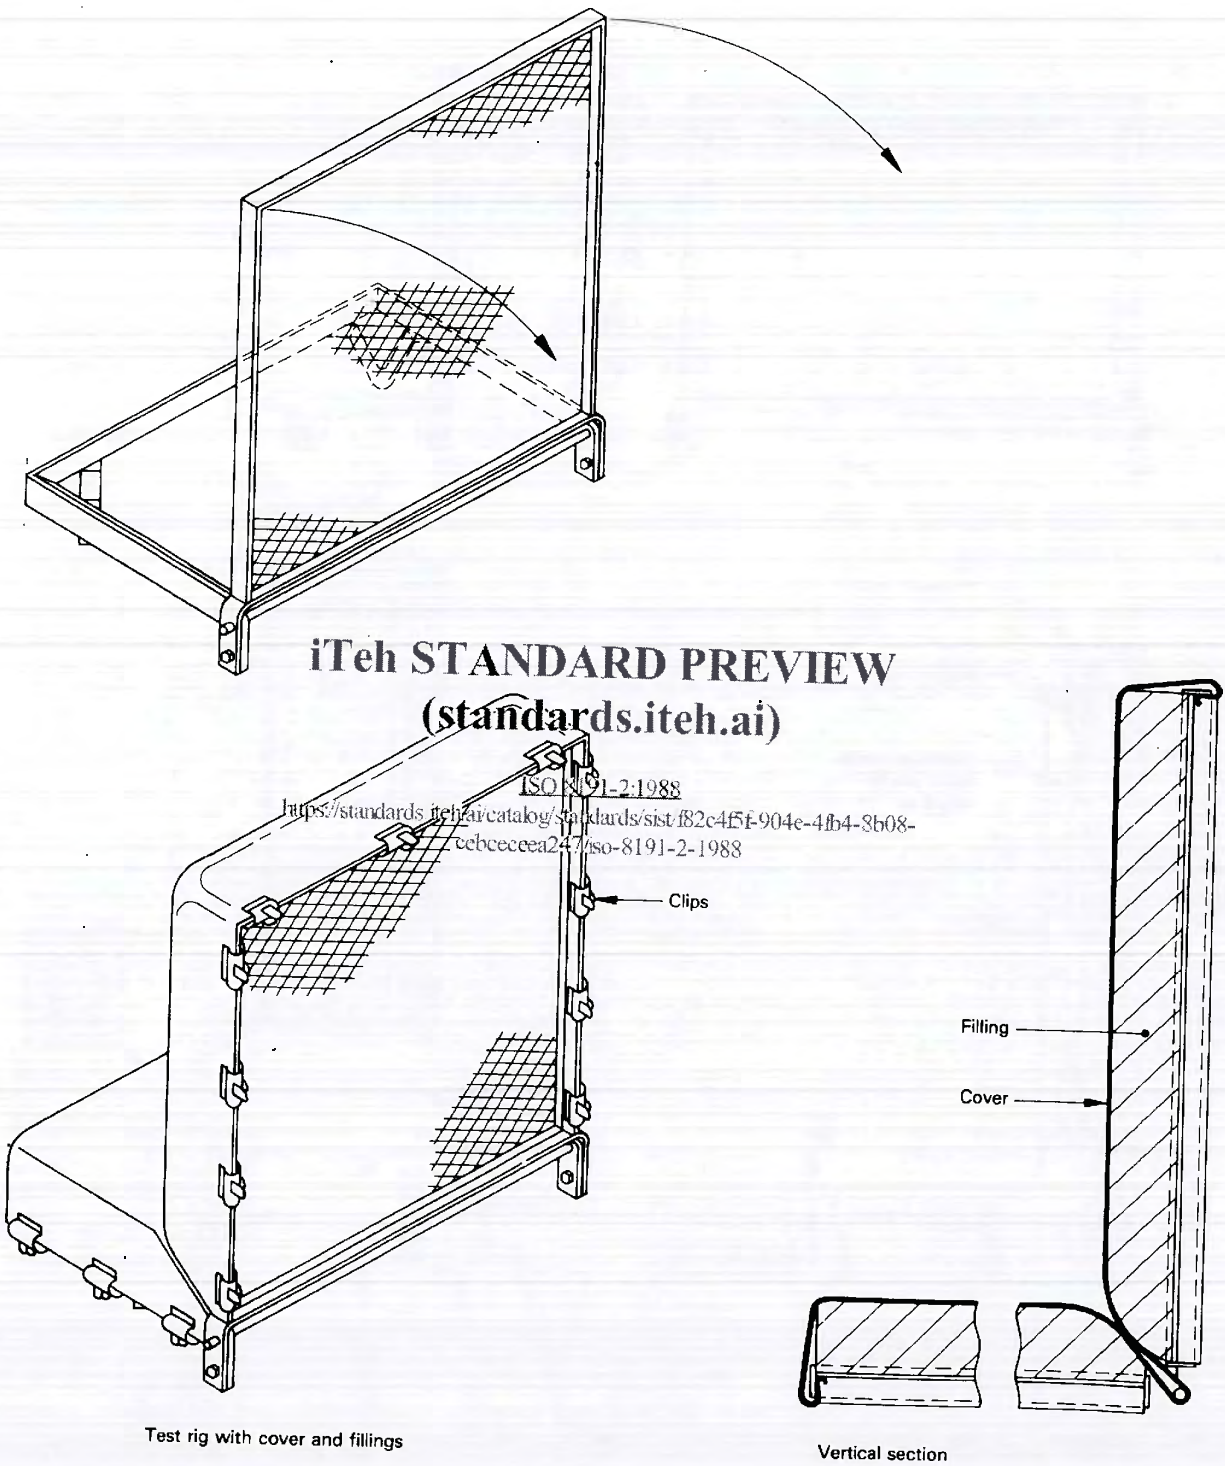 iTeh STANDARD PREVIEW
(standards.iteh.ai)
ISO 8191-2:1988
https://standards.iteh.ai/catalog/standards/sist/f82c4f5f-904e-4fb4-8b08-
cebceceea247/iso-8191-2-1988
Clips
Filling
Cover
Test rig with cover and fillings
Vertical section